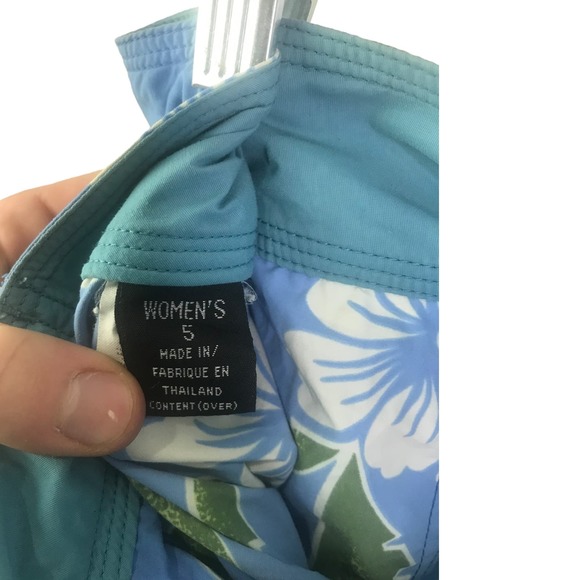 WOMEN'S
5
MADE IN/
FABRIQUE EN
THAILAND
CONTENT (OVER)